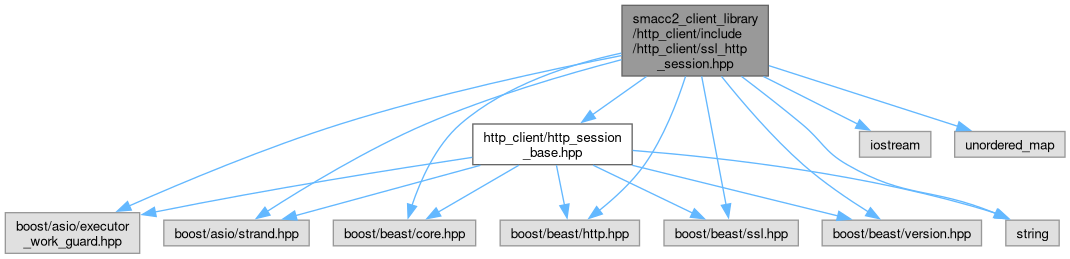 smacc2_client_library
/http_client/include
/http_client/ssl_http
_session.hpp
http_client/http_session
_base.hpp
iostream
unordered_map
boost/asio/executor
_work_guard.hpp
boost/asio/strand.hpp
boost/beast/core.hpp
boost/beast/http.hpp
boost/beast/ssl.hpp
boost/beast/version.hpp
string